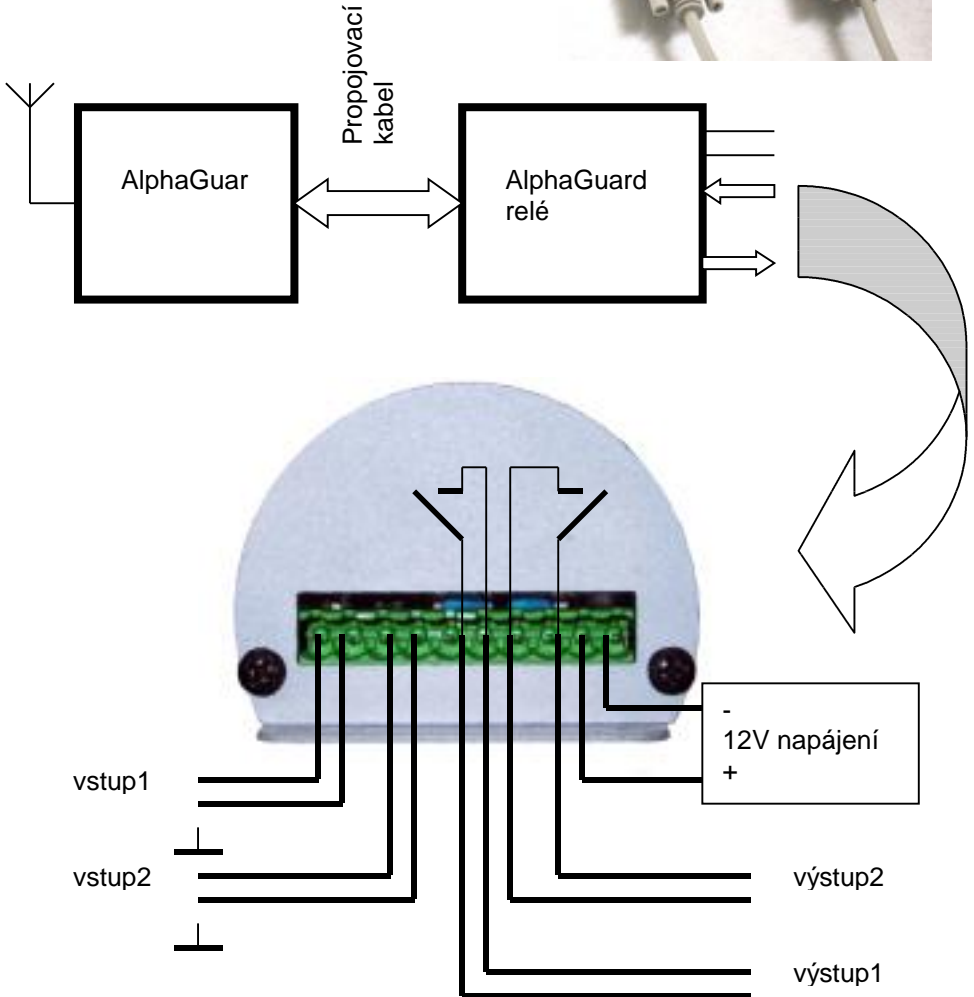 Propojovací
kabel
AlphaGuar
AlphaGuard
relé
-
12V napájení
+
vstup1
vstup2
výstup2
výstup1